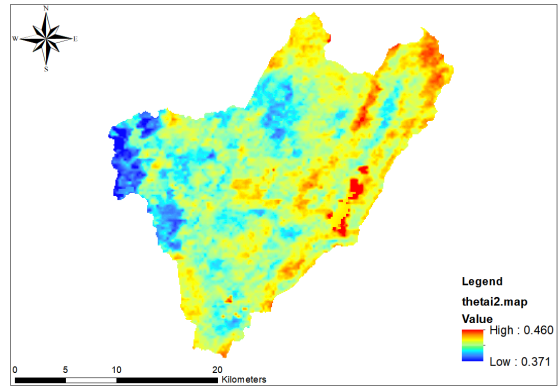 N
W
E
S
Legend
thetai2.map
Value
High : 0.460
Low : 0.371
0 5 10 20
Kilometers